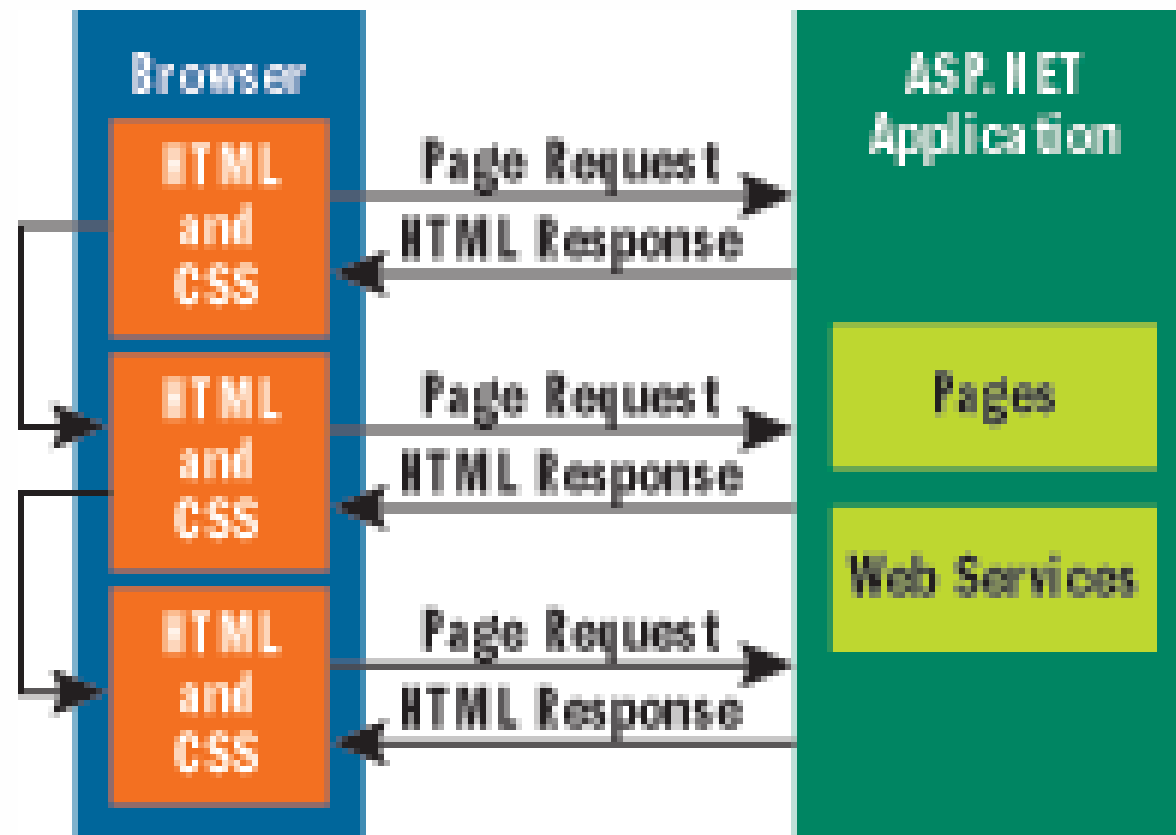 Browser
ASP.NET
Application
HTML
and
CSS
Page Request
HTML Response
HTML
and
CSS
Page Request
HTML Response
HTML
and
CSS
Page Request
HTML Response
Pages
Web Services